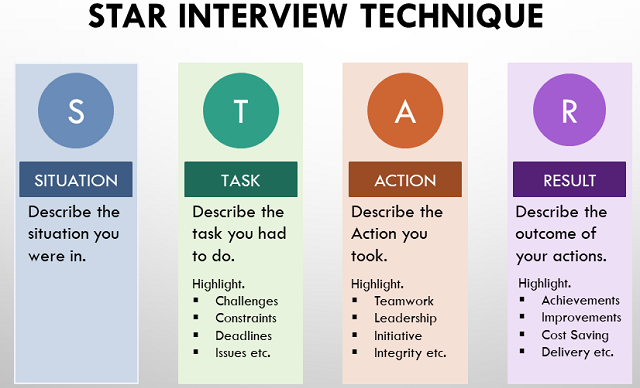 STAR INTERVIEW TECHNIQUE
S
SITUATION
Describe the
situation you
were in.
T
TASK
Describe the
task you had
to do.
Highlight.
▪ Challenges
▪ Constraints
▪ Deadlines
▪ Issues etc.
A
ACTION
Describe the
Action you
took.
Highlight.
▪ Teamwork
▪ Leadership
▪ Initiative
▪ Integrity etc.
R
RESULT
Describe the
outcome of
your actions.
Highlight.
▪ Achievements
▪ Improvements
▪ Cost Saving
▪ Delivery etc.